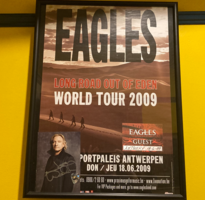 EAGLES
LONG ROAD OUT OF EDEN
WORLD TOUR 2009
EAGLES
GUEST
SPORTPALEIS ANTWERPEN
DON / JEU 18.06.2009